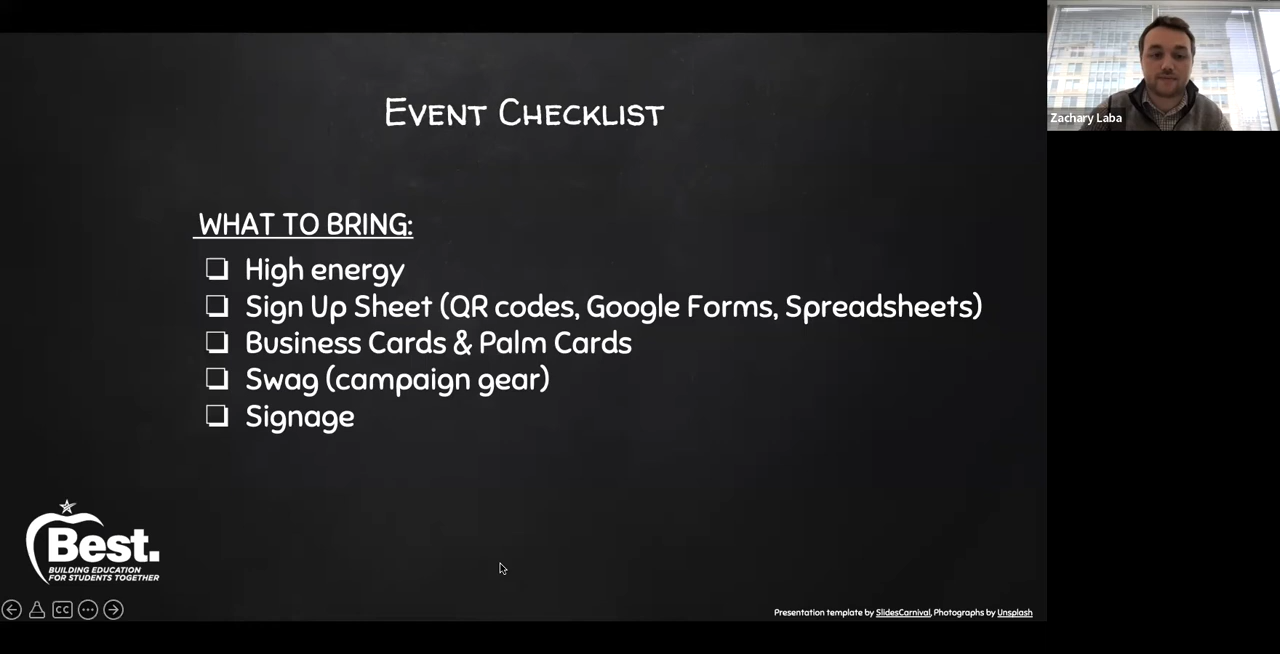 Event Checklist
WHAT TO BRING:
High energy
Sign Up Sheet (QR codes, Google Forms, Spreadsheets)
Business Cards & Palm Cards
Swag (campaign gear)
Signage
Best.
BUILDING EDUCATION
FOR STUDENTS TOGETHER
CC
Presentation template by SlidesCarnival, Photographs by Unsplash
Zachary Laba